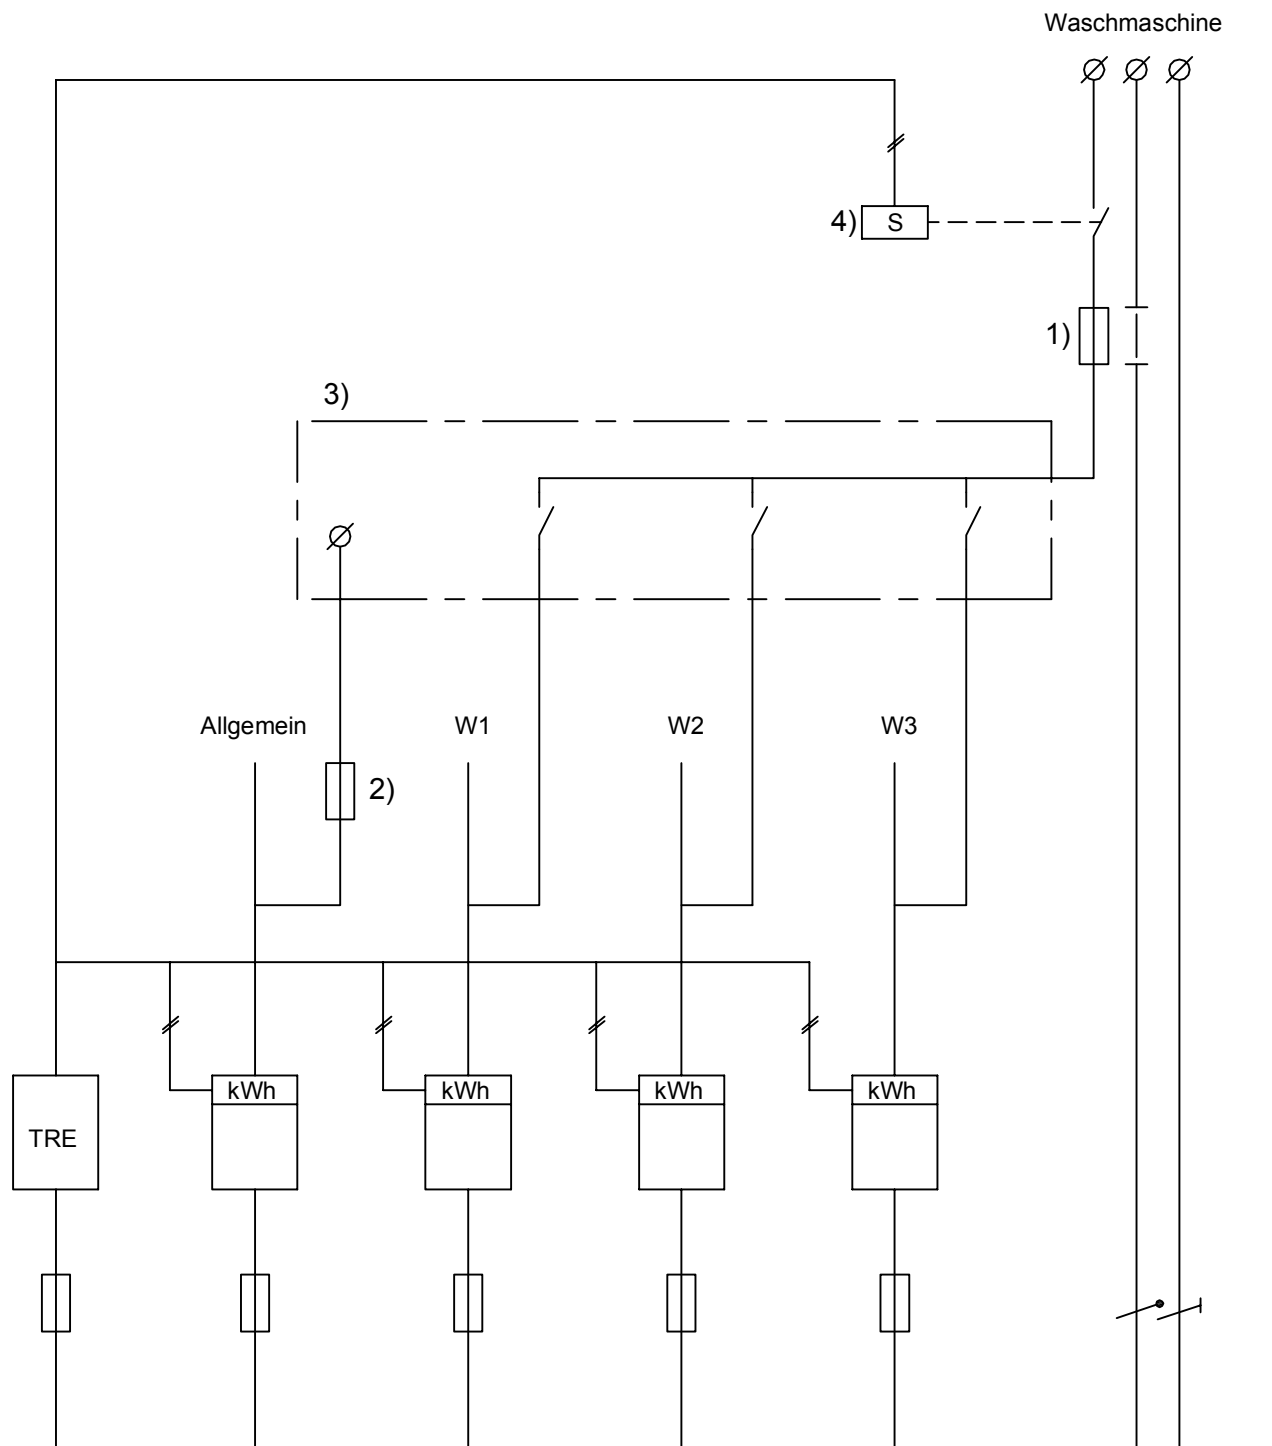 Waschmaschine
4) S
1)
3)
Allgemein W1 W2 W3
2)
kWh kWh kWh kWh
TRE